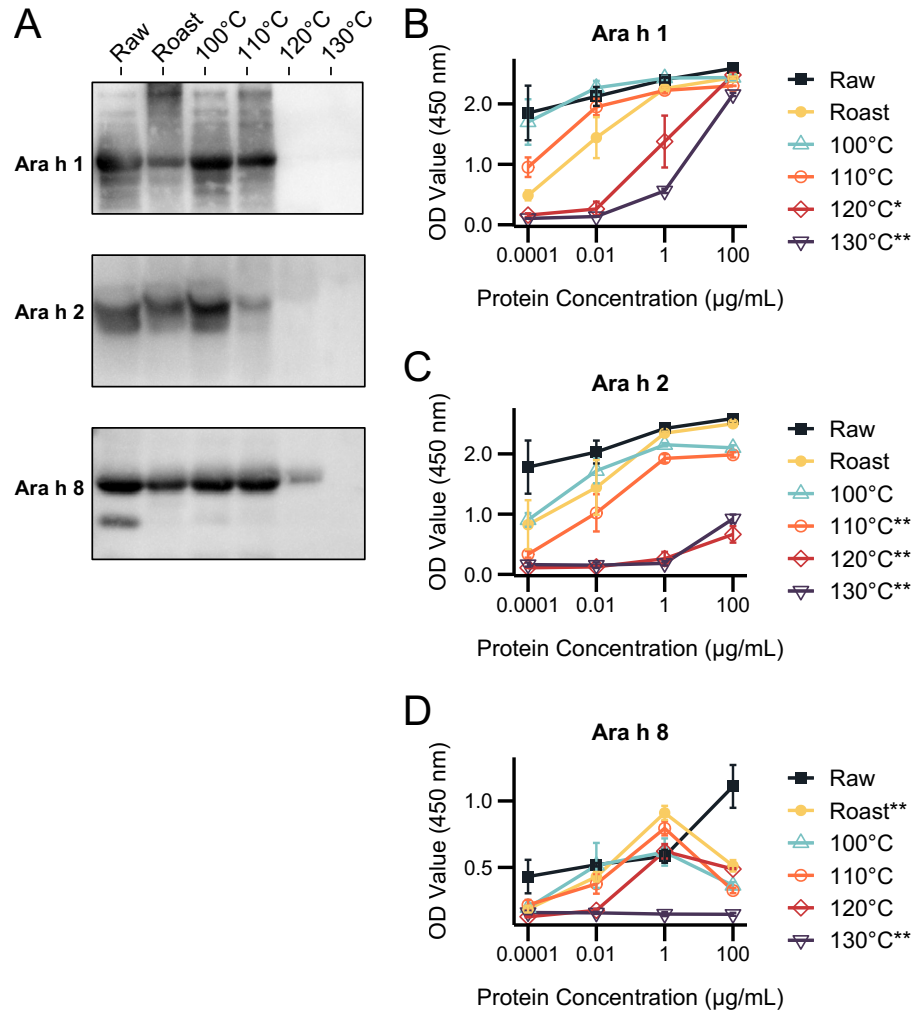 A
Raw
Roast
100°C
110°C
120°C
130°C
Ara h 1
Ara h 2
Ara h 8
B
Ara h 1
OD Value (450 nm)
2.0
1.0
0.0
0.0001 0.01 1 100
Protein Concentration (µg/mL)
Raw
Roast
100°C
110°C
120°C*
130°C**
C
Ara h 2
OD Value (450 nm)
2.0
1.0
0.0
0.0001 0.01 1 100
Protein Concentration (µg/mL)
Raw
Roast
100°C
110°C**
120°C**
130°C**
D
Ara h 8
OD Value (450 nm)
1.0
0.5
0.0001 0.01 1 100
Protein Concentration (µg/mL)
Raw
Roast**
100°C
110°C
120°C
130°C**